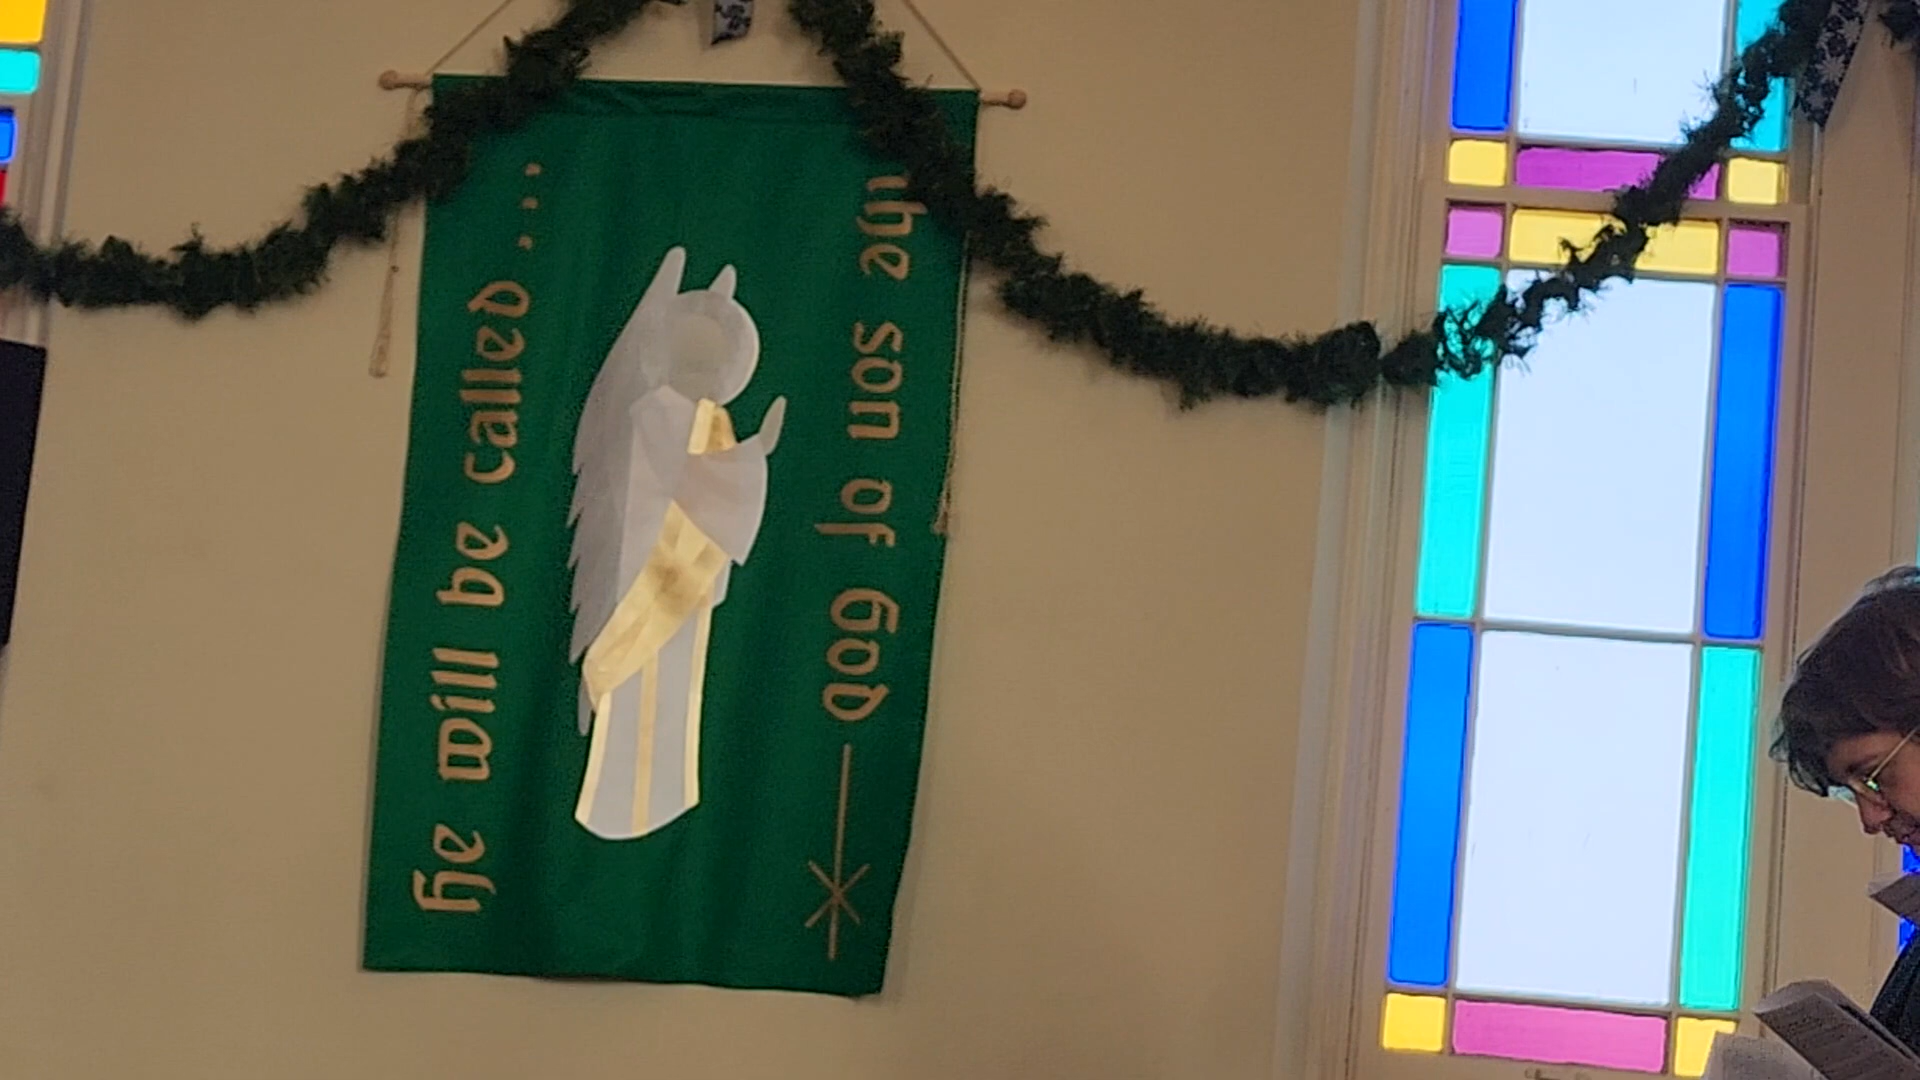 he will be called ...
the son of God